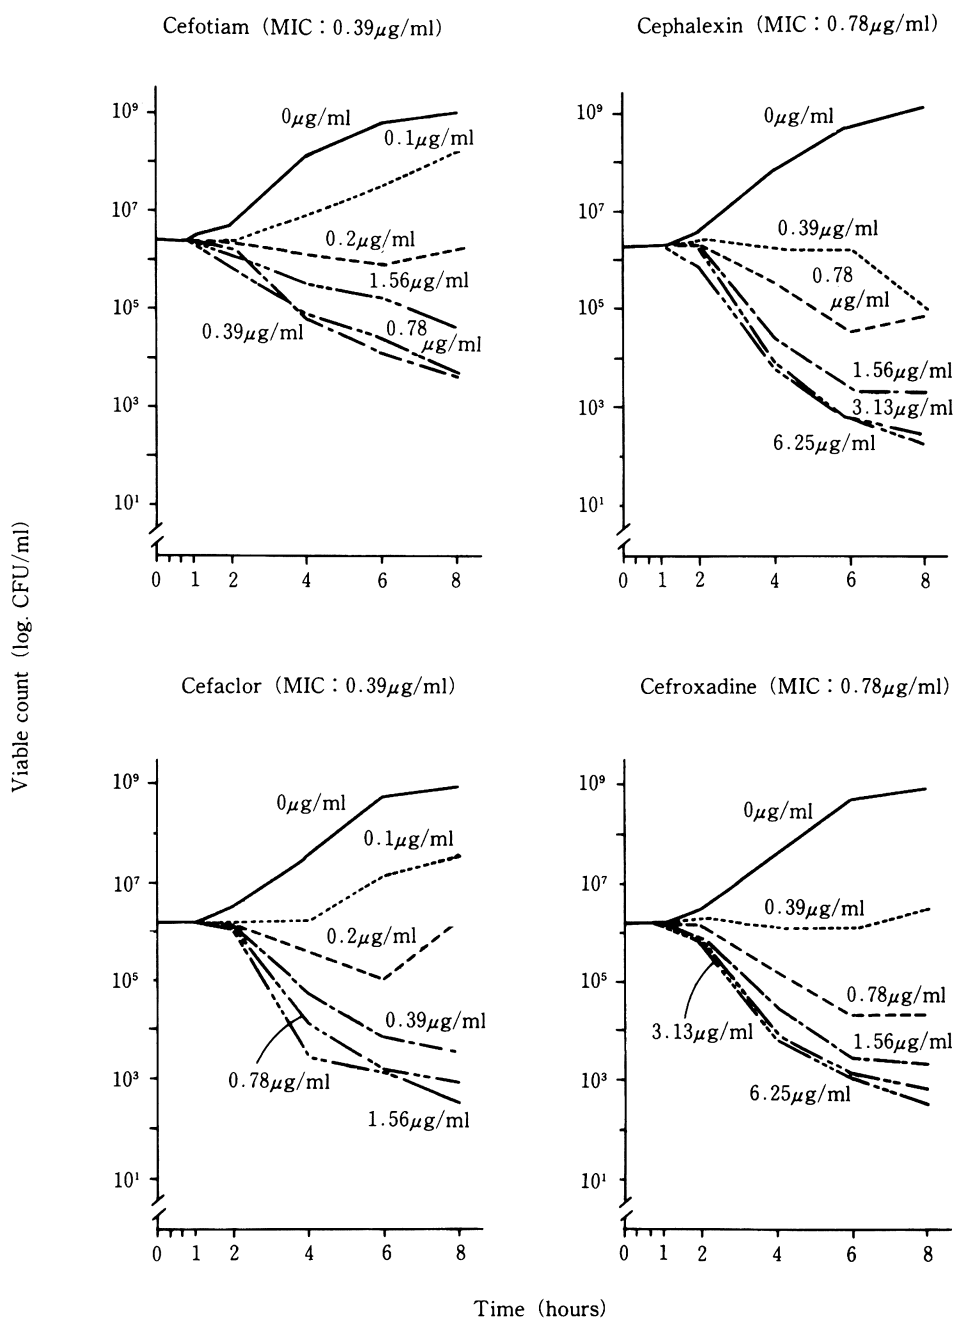 Cefotiam (MIC : 0.39μg/ml)
10⁹
10⁷
10⁵
10³
10¹
0μg/ml
0.1μg/ml
0.2μg/ml
1.56μg/ml
0.39μg/ml
0.78
μg/ml
0 1 2 4 6 8
Cephalexin (MIC : 0.78μg/ml)
10⁹
10⁷
10⁵
10³
10¹
0μg/ml
0.39μg/ml
0.78
μg/ml
1.56μg/ml
3.13μg/ml
6.25μg/ml
0 1 2 4 6 8
Viable count (log. CFU/ml)
Cefaclor (MIC : 0.39μg/ml)
10⁹
10⁷
10⁵
10³
10¹
0μg/ml
0.1μg/ml
0.2μg/ml
0.39μg/ml
0.78μg/ml
1.56μg/ml
0 1 2 4 6 8
Cefroxadine (MIC : 0.78μg/ml)
10⁹
10⁷
10⁵
10³
10¹
0μg/ml
0.39μg/ml
0.78μg/ml
3.13μg/ml
1.56μg/ml
6.25μg/ml
0 1 2 4 6 8
Time (hours)